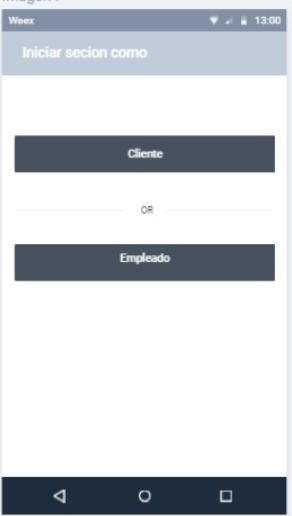 Weex 13:00
Iniciar secion como
Cliente
OR
Empleado